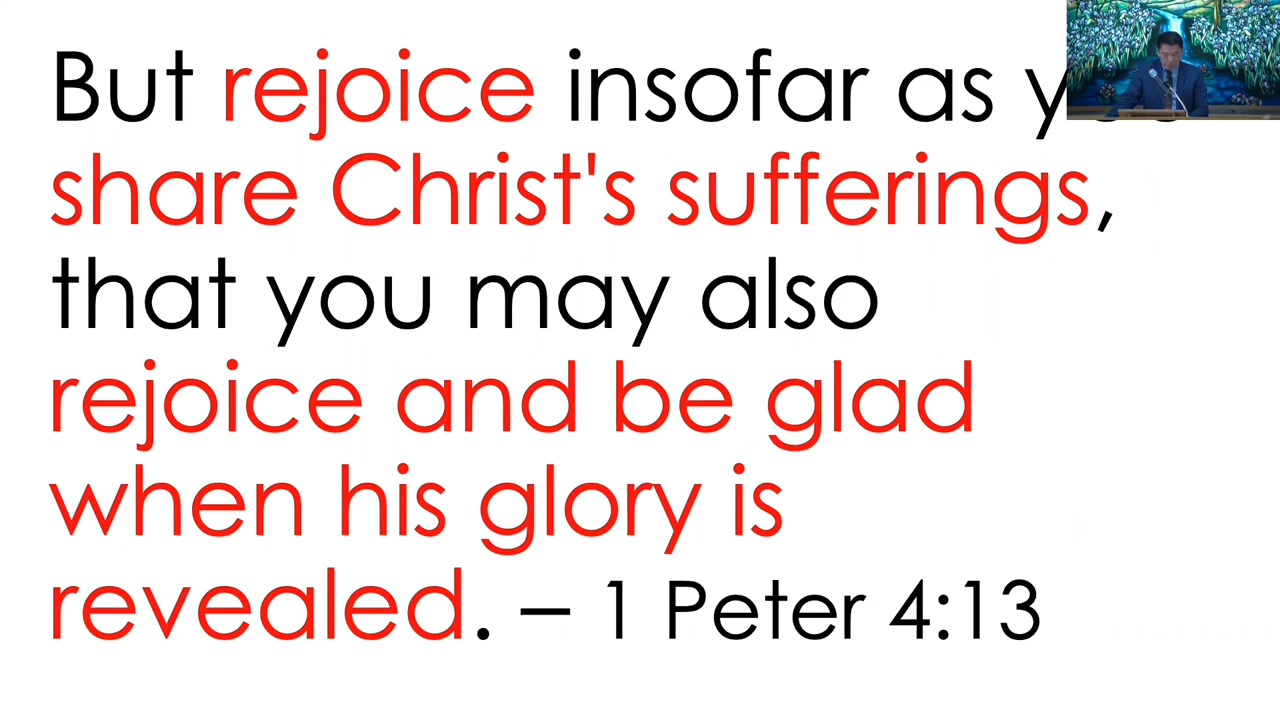 But rejoice insofar as
share Christ's sufferings,
that you may also
rejoice and be glad
when his glory is
revealed. – 1 Peter 4:13